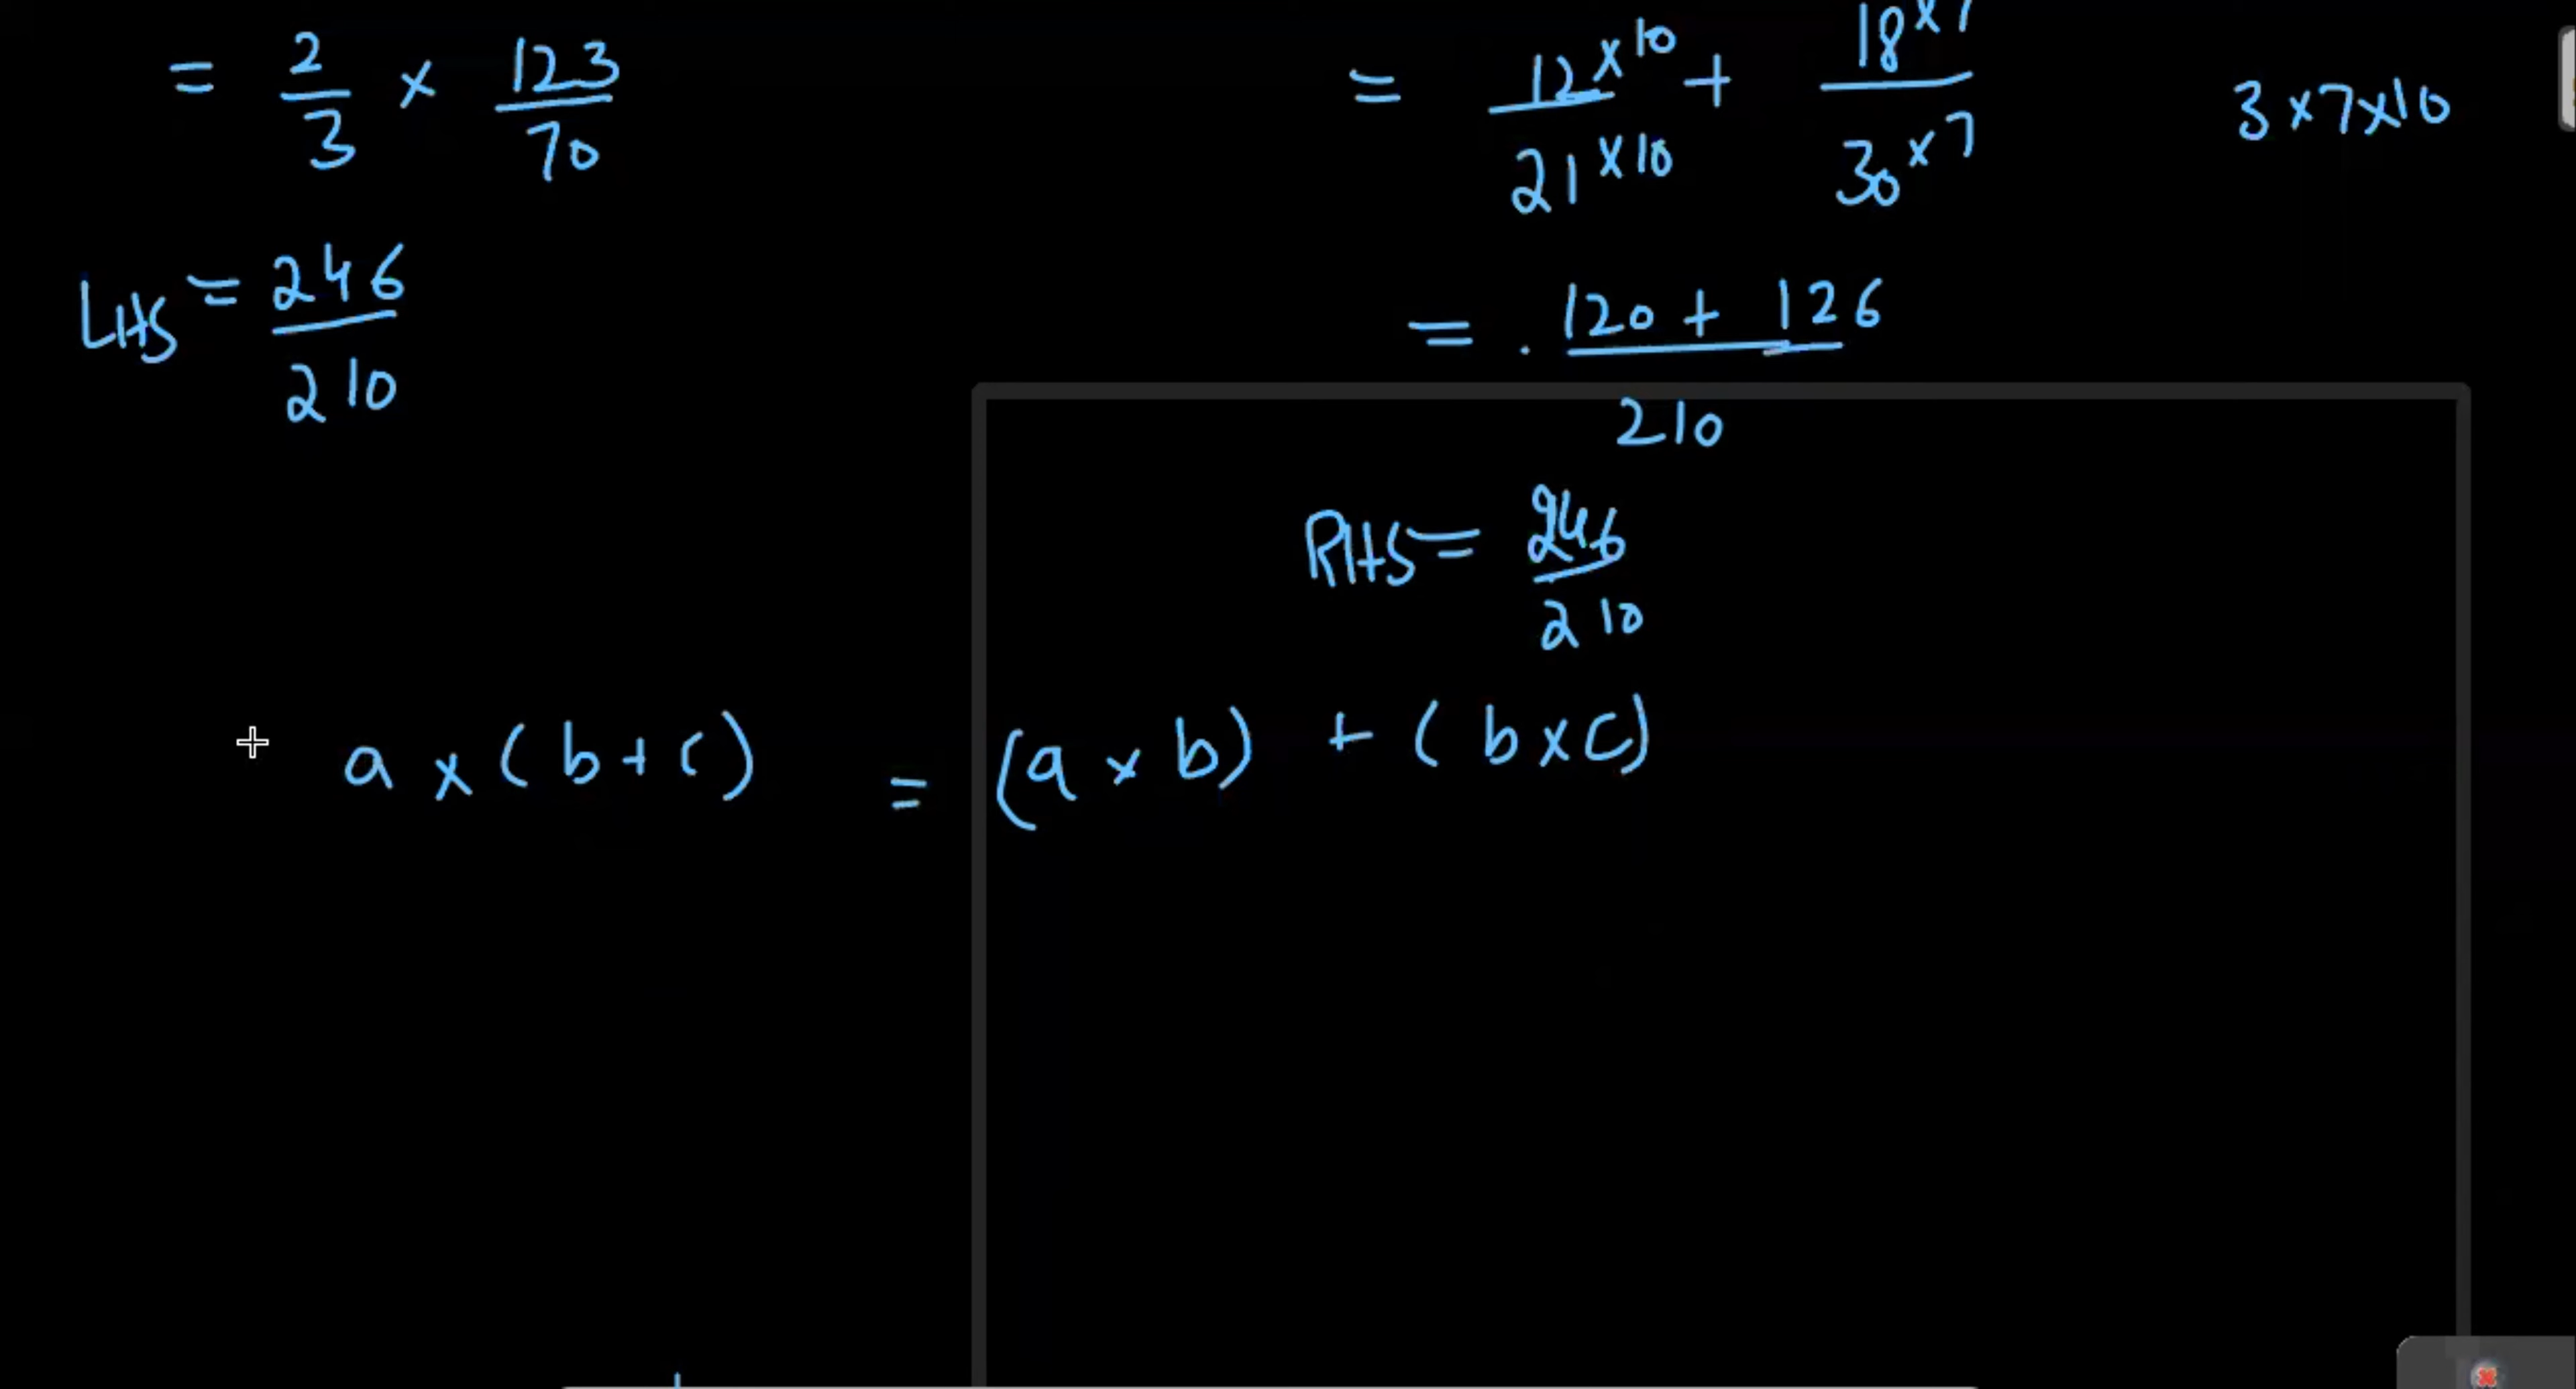 = 2/3 × 123/70
LHS = 246/210
= 12×10/21×10 + 18×7/30×7
3×7×10
= . 120 + 126/210
RHS = 246/210
a × (b+c) = (a × b) + (b×c)